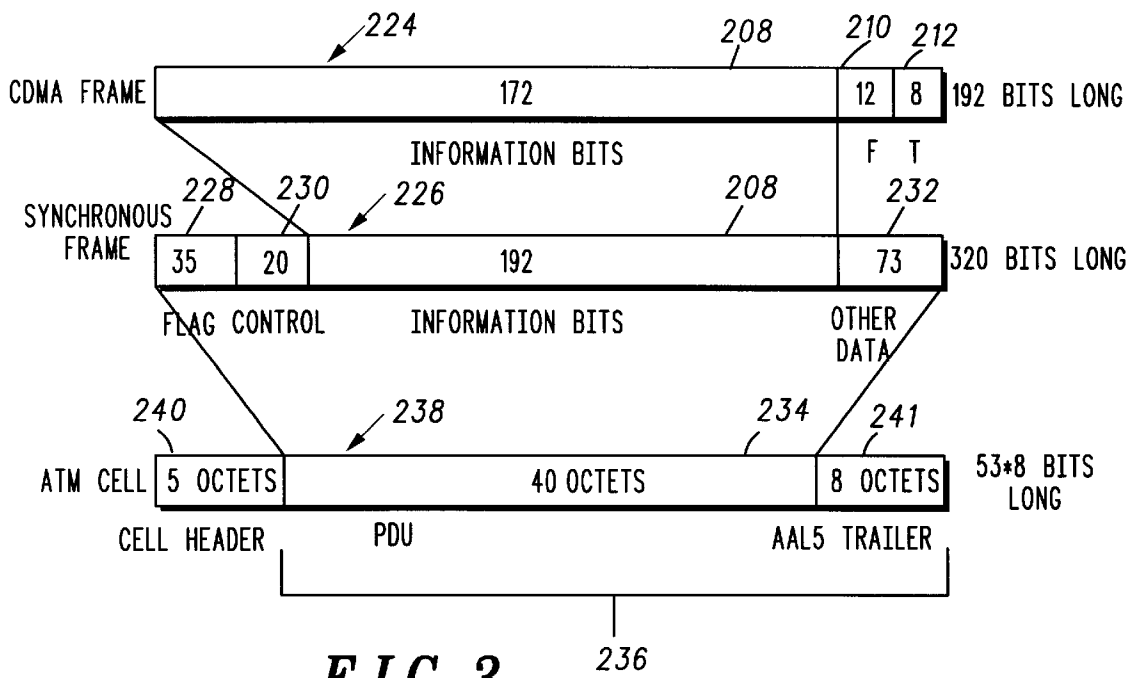 224
208
210
212
CDMA FRAME
172
12
8
192 BITS LONG
INFORMATION BITS
F
T
228
230
226
208
232
SYNCHRONOUS
FRAME
35
20
192
73
320 BITS LONG
FLAG
CONTROL
INFORMATION BITS
OTHER
DATA
240
238
234
241
ATM CELL
5 OCTETS
40 OCTETS
8 OCTETS
53*8 BITS
LONG
CELL HEADER
PDU
AAL5 TRAILER
236